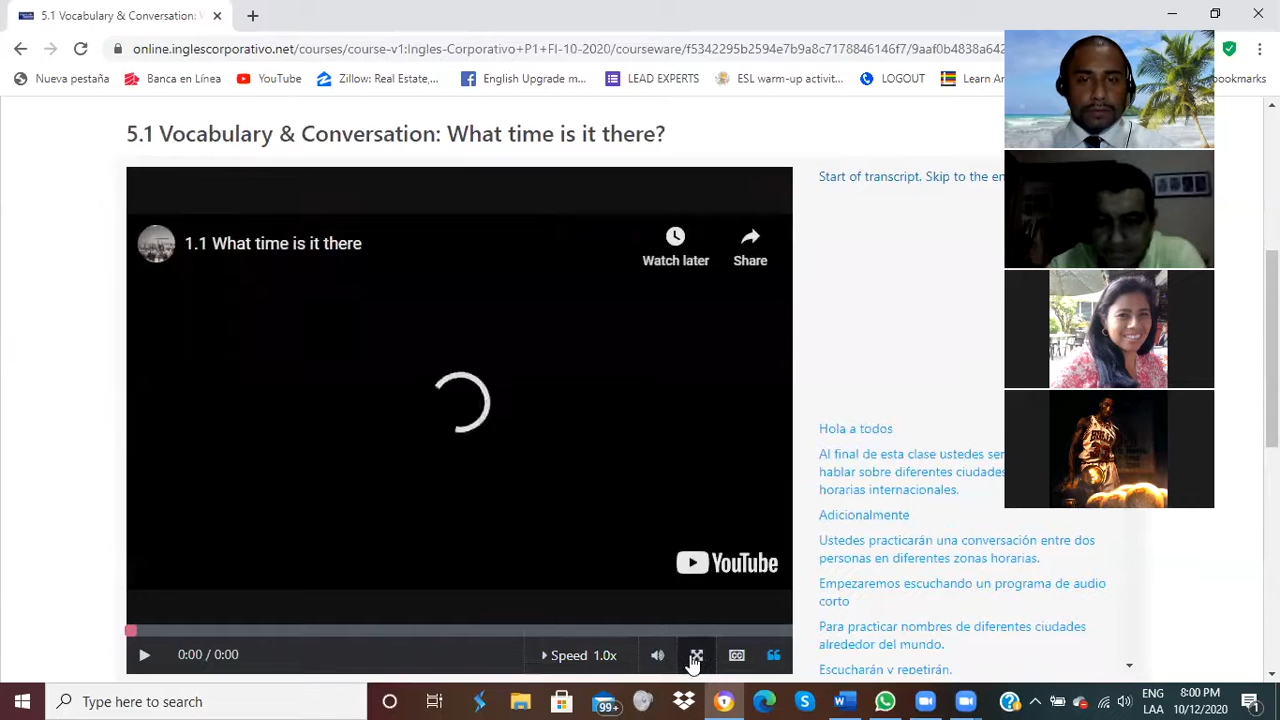 5.1 Vocabulary & Conversation: W
online.inglescorporativo.net/courses/course-v1:Ingles-Corporativo+P1+FI-10-2020/courseware/f5342295b2594e7b9a8c7178846146f7/9aaf0b4838a642
Nueva pestaña
Banca en Línea
YouTube
Zillow: Real Estate,...
English Upgrade m...
LEAD EXPERTS
ESL warm-up activit...
LOGOUT
Learn An
bookmarks
5.1 Vocabulary & Conversation: What time is it there?
Start of transcript. Skip to the en
1.1 What time is it there
Watch later
Share
YouTube
Hola a todos
Al final de esta clase ustedes ser
hablar sobre diferentes ciudades
horarias internacionales.
Adicionalmente
Ustedes practicarán una conversación entre dos
personas en diferentes zonas horarias.
Empezaremos escuchando un programa de audio
corto
Para practicar nombres de diferentes ciudades
alrededor del mundo.
Escucharán y repetirán.
0:00 / 0:00
Speed 1.0x
Type here to search
99+
ENG
LAA
8:00 PM
10/12/2020